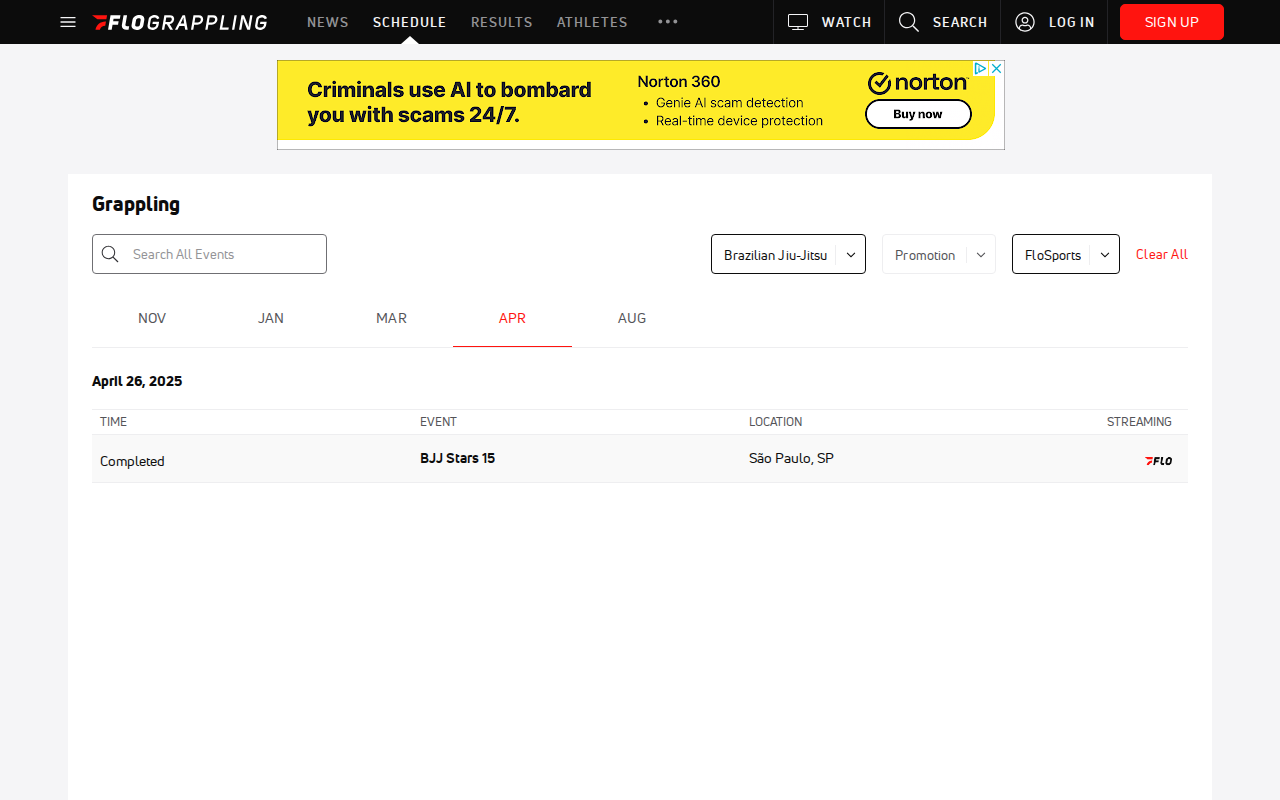 FLOGRAPPLING NEWS SCHEDULE RESULTS ATHLETES WATCH SEARCH LOG IN SIGN UP
Criminals use AI to bombard
you with scams 24/7.
Norton 360
• Genie AI scam detection
• Real-time device protection
norton
Buy now
Grappling
Search All Events
Brazilian Jiu-Jitsu
Promotion
FloSports
Clear All
NOV JAN MAR APR AUG
April 26, 2025
TIME EVENT LOCATION STREAMING
Completed BJJ Stars 15 São Paulo, SP FLO